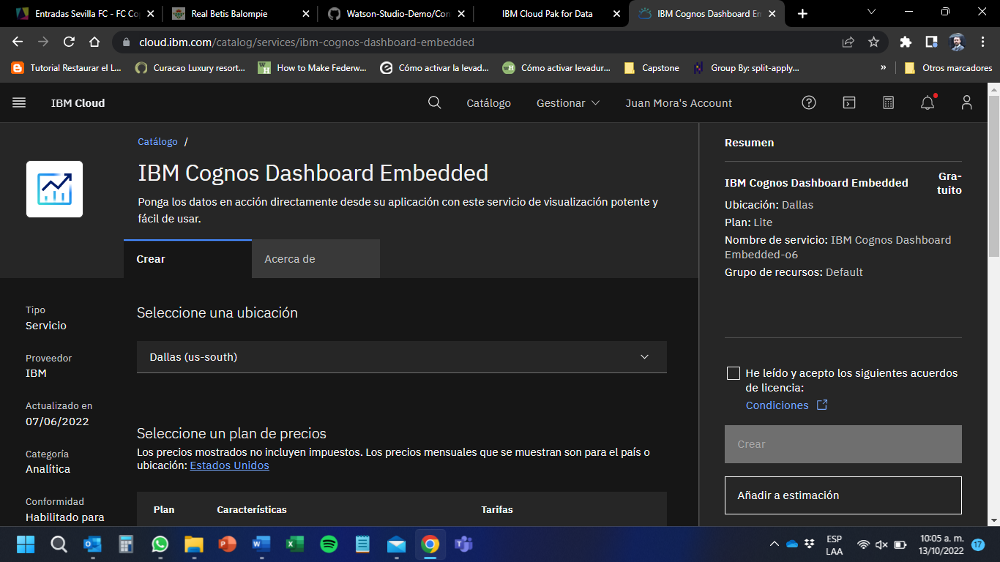 Entradas Sevilla FC - FC Co
Real Betis Balompie
Watson-Studio-Demo/Con
IBM Cloud Pak for Data
IBM Cognos Dashboard En
cloud.ibm.com/catalog/services/ibm-cognos-dashboard-embedded
Tutorial Restaurar el L...
Curacao Luxury resort...
How to Make Federw...
Cómo activar la levad...
Cómo activar levadur...
Capstone
Group By: split-apply...
»
Otros marcadores
IBM Cloud
Catálogo
Gestionar
Juan Mora's Account
Catálogo /
IBM Cognos Dashboard Embedded
Ponga los datos en acción directamente desde su aplicación con este servicio de visualización potente y
fácil de usar.
Crear
Acerca de
Tipo
Servicio
Proveedor
IBM
Actualizado en
07/06/2022
Categoría
Analítica
Conformidad
Habilitado para
Seleccione una ubicación
Dallas (us-south)
Seleccione un plan de precios
Los precios mostrados no incluyen impuestos. Los precios mensuales que se muestran son para el país o
ubicación: Estados Unidos
Plan
Características
Tarifas
Resumen
IBM Cognos Dashboard Embedded
Gra-
tuito
Ubicación: Dallas
Plan: Lite
Nombre de servicio: IBM Cognos Dashboard
Embedded-o6
Grupo de recursos: Default
He leído y acepto los siguientes acuerdos
de licencia:
Condiciones
Crear
Añadir a estimación
ESP
LAA
10:05 a. m.
13/10/2022
17